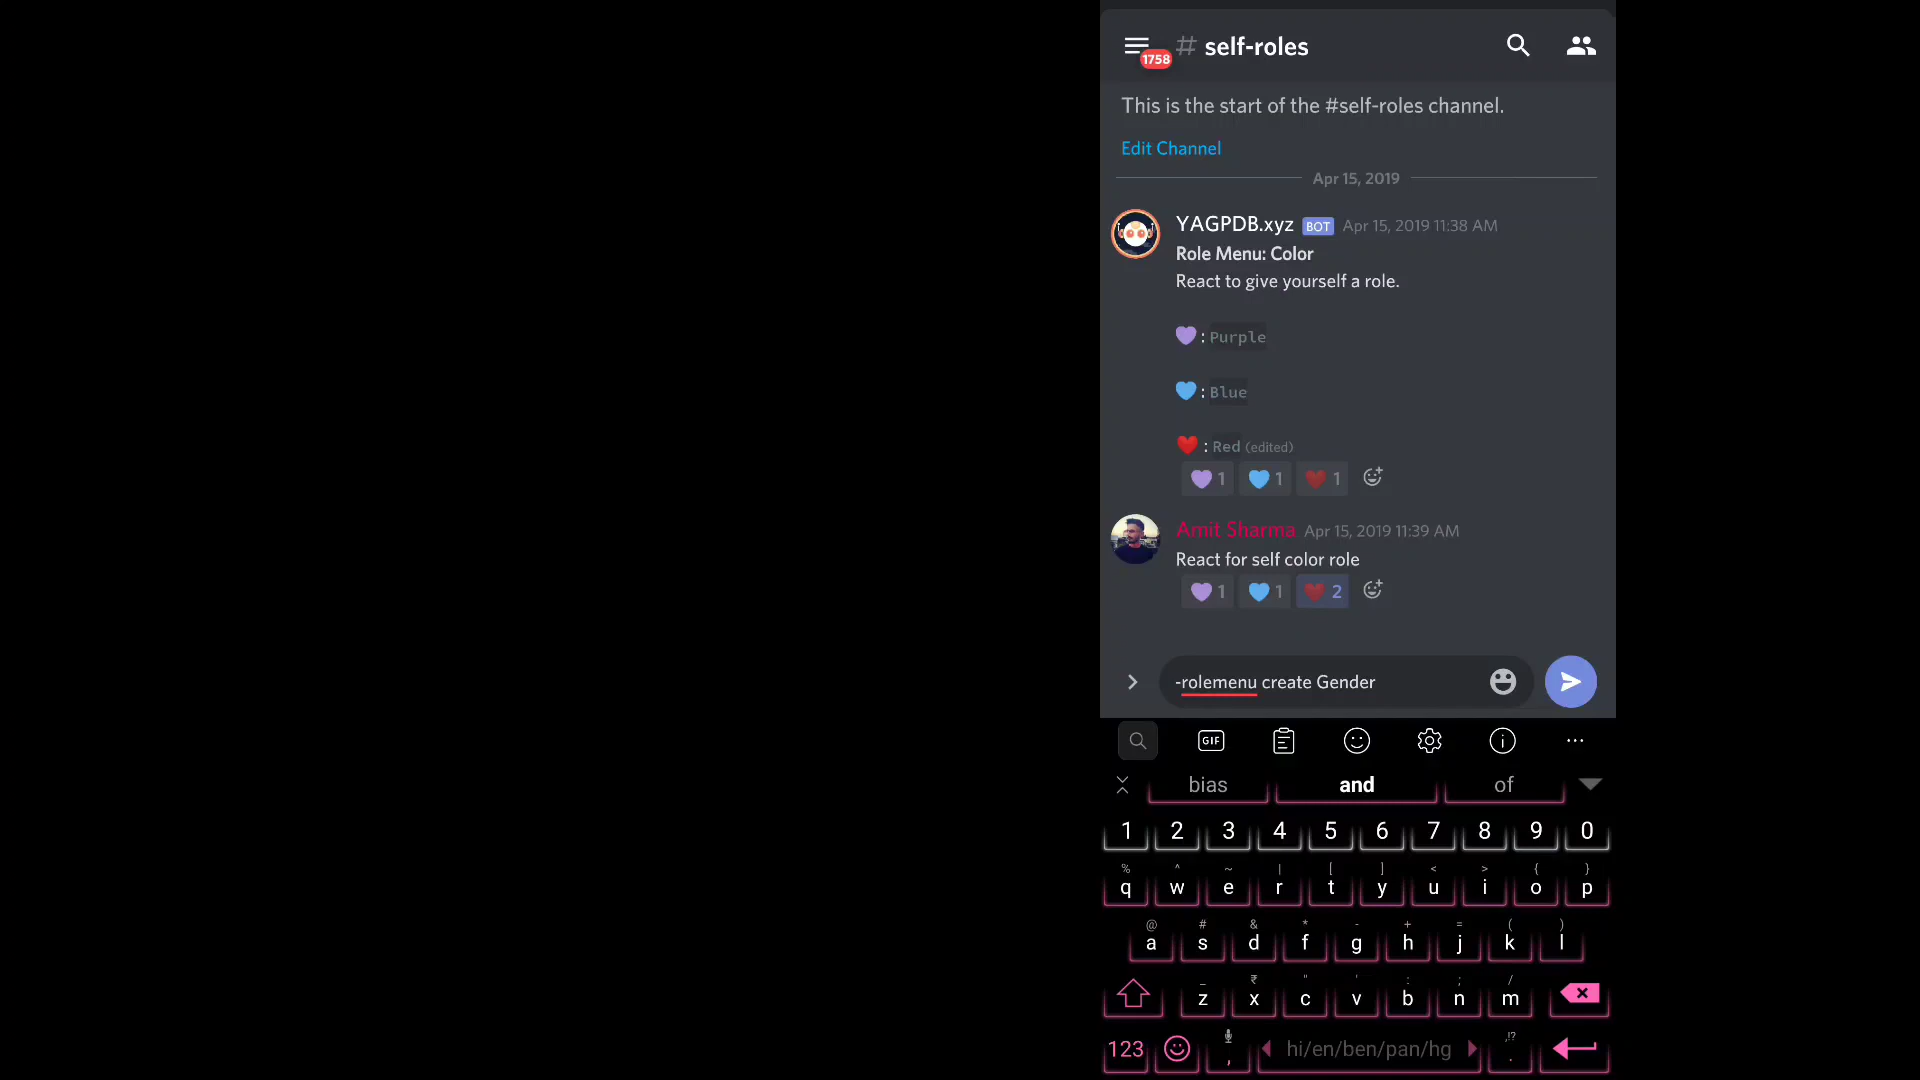 1758
# self-roles
This is the start of the #self-roles channel.
Edit Channel
Apr 15, 2019
YAGPDB.xyz BOT Apr 15, 2019 11:38 AM
Role Menu: Color
React to give yourself a role.
💜 : Purple
💙 : Blue
❤️ : Red (edited)
💜 1 💙 1 ❤️ 1
Amit Sharma Apr 15, 2019 11:39 AM
React for self color role
💜 1 💙 1 ❤️ 2
-rolemenu create Gender
GIF
bias and of
1 2 3 4 5 6 7 8 9 0
% ^ ~ | [ ] < > { }
q w e r t y u i o p
@ # & * - + = ( )
a s d f g h j k l
_ ₹ " ' : ; /
z x c v b n m
,!?
123 , hi/en/ben/pan/hg .